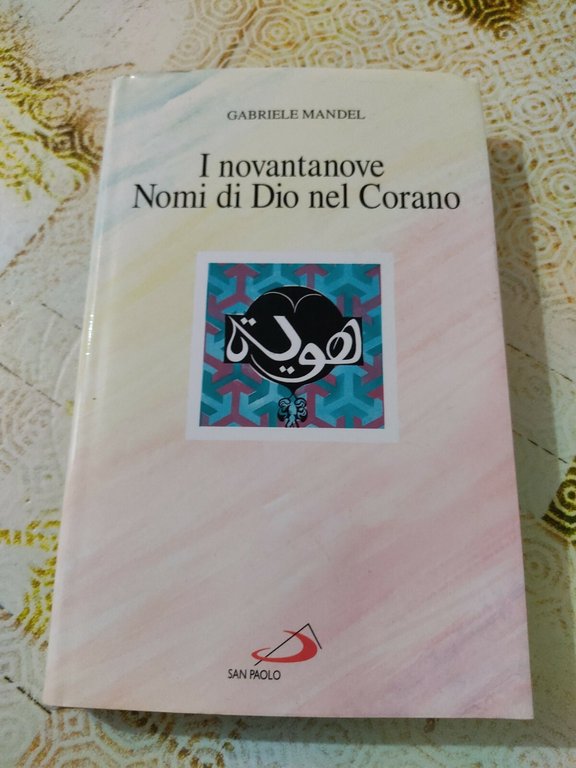 GABRIELE MANDEL
I novantanove
Nomi di Dio nel Corano
هوية
SAN PAOLO